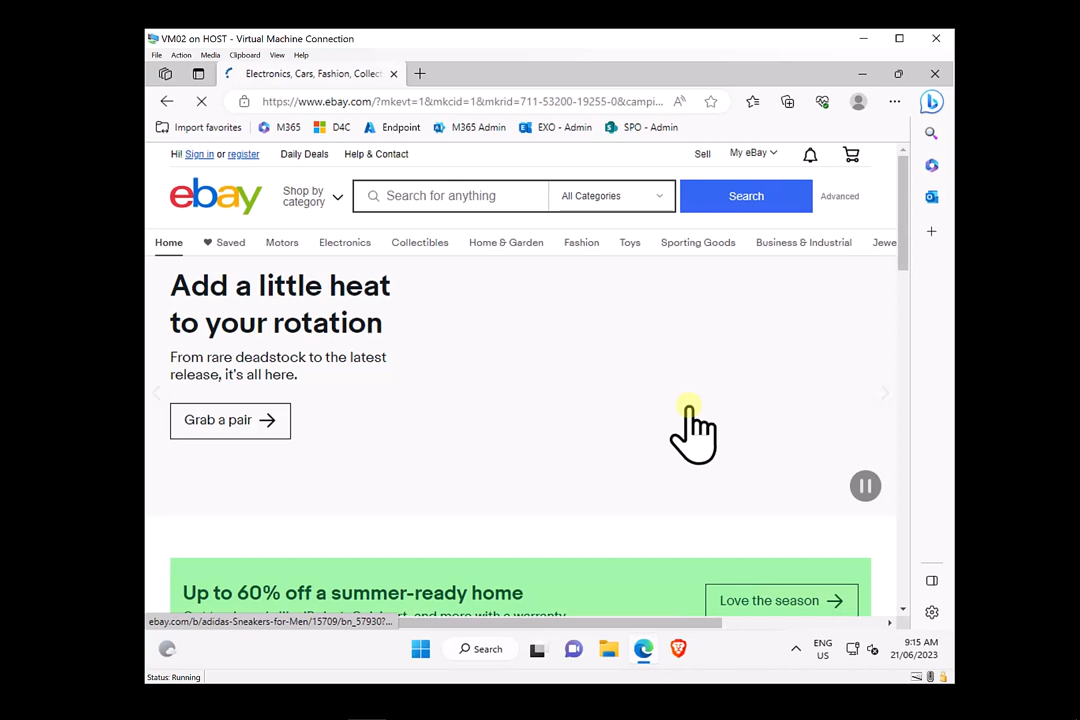 VM02 on HOST - Virtual Machine Connection
File Action Media Clipboard View Help
Electronics, Cars, Fashion, Collect
https://www.ebay.com/?mkevt=1&mkcid=1&mkrid=711-53200-19255-0&campi...
Import favorites M365 D4C Endpoint M365 Admin EXO - Admin SPO - Admin
Hi! Sign in or register Daily Deals Help & Contact Sell My eBay
ebay Shop by category Search for anything All Categories Search Advanced
Home Saved Motors Electronics Collectibles Home & Garden Fashion Toys Sporting Goods Business & Industrial Jewe
Add a little heat
to your rotation
From rare deadstock to the latest
release, it's all here.
Grab a pair
Up to 60% off a summer-ready home
Love the season
and more with a warranty
ebay.com/b/adidas-Sneakers-for-Men/15709/bn_57930?...
Search ENG US 9:15 AM
21/06/2023
Status: Running